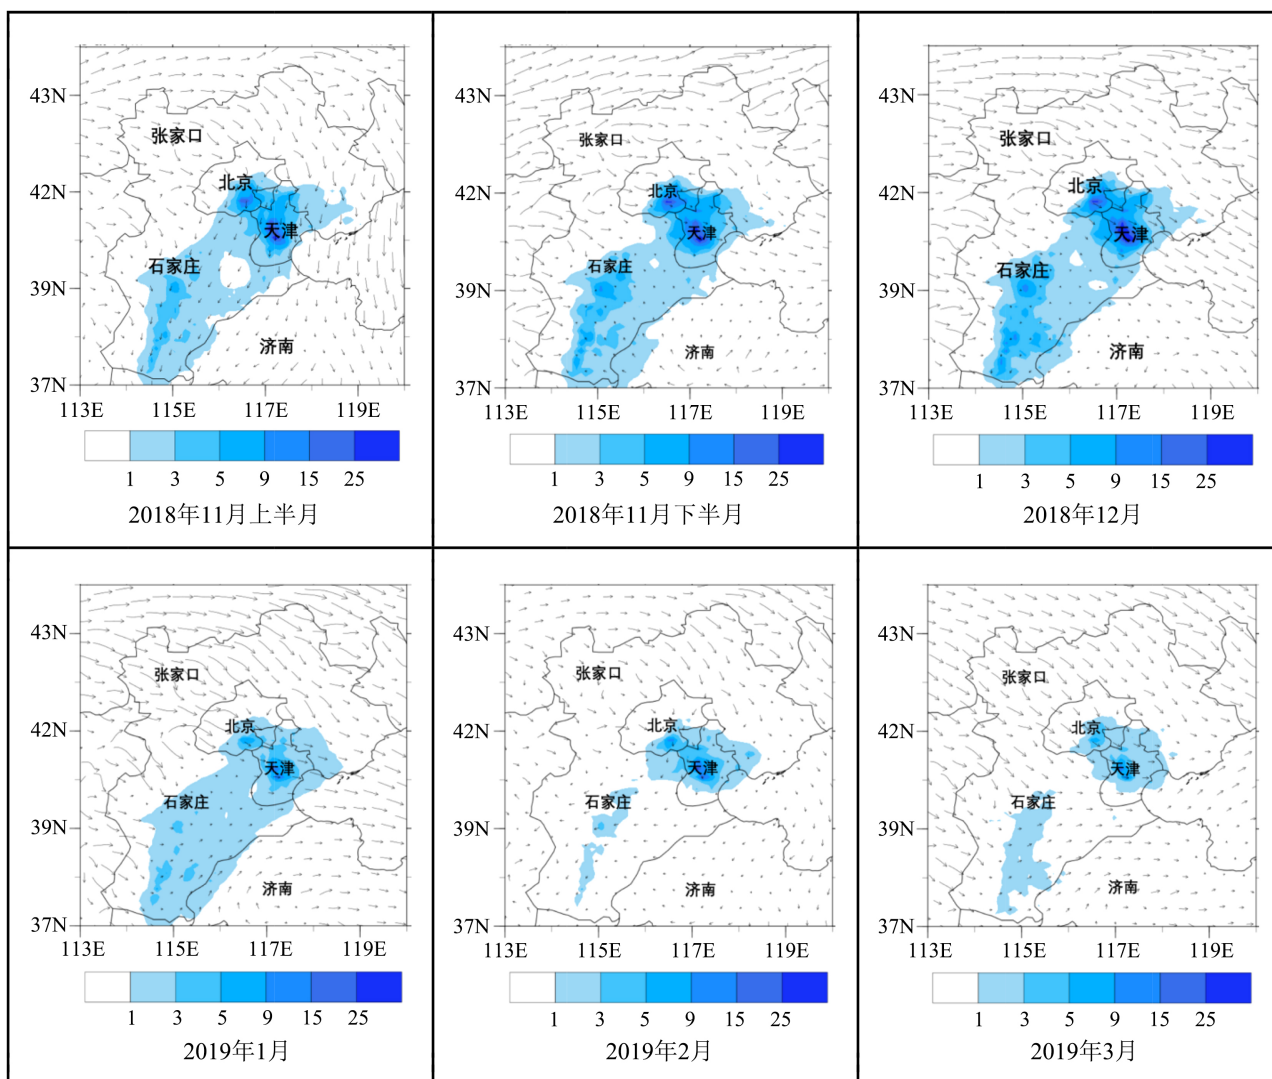 43N
张家口
42N
北京
天津
石家庄
39N
济南
37N
113E 115E 117E 119E
1 3 5 9 15 25
2018年11月上半月
43N
张家口
42N
北京
天津
石家庄
39N
济南
37N
113E 115E 117E 119E
1 3 5 9 15 25
2018年11月下半月
43N
张家口
42N
北京
天津
石家庄
39N
济南
37N
113E 115E 117E 119E
1 3 5 9 15 25
2018年12月
43N
张家口
42N
北京
天津
石家庄
39N
济南
37N
113E 115E 117E 119E
1 3 5 9 15 25
2019年1月
43N
张家口
42N
北京
天津
石家庄
39N
济南
37N
113E 115E 117E 119E
1 3 5 9 15 25
2019年2月
43N
张家口
42N
北京
天津
石家庄
39N
济南
37N
113E 115E 117E 119E
1 3 5 9 15 25
2019年3月